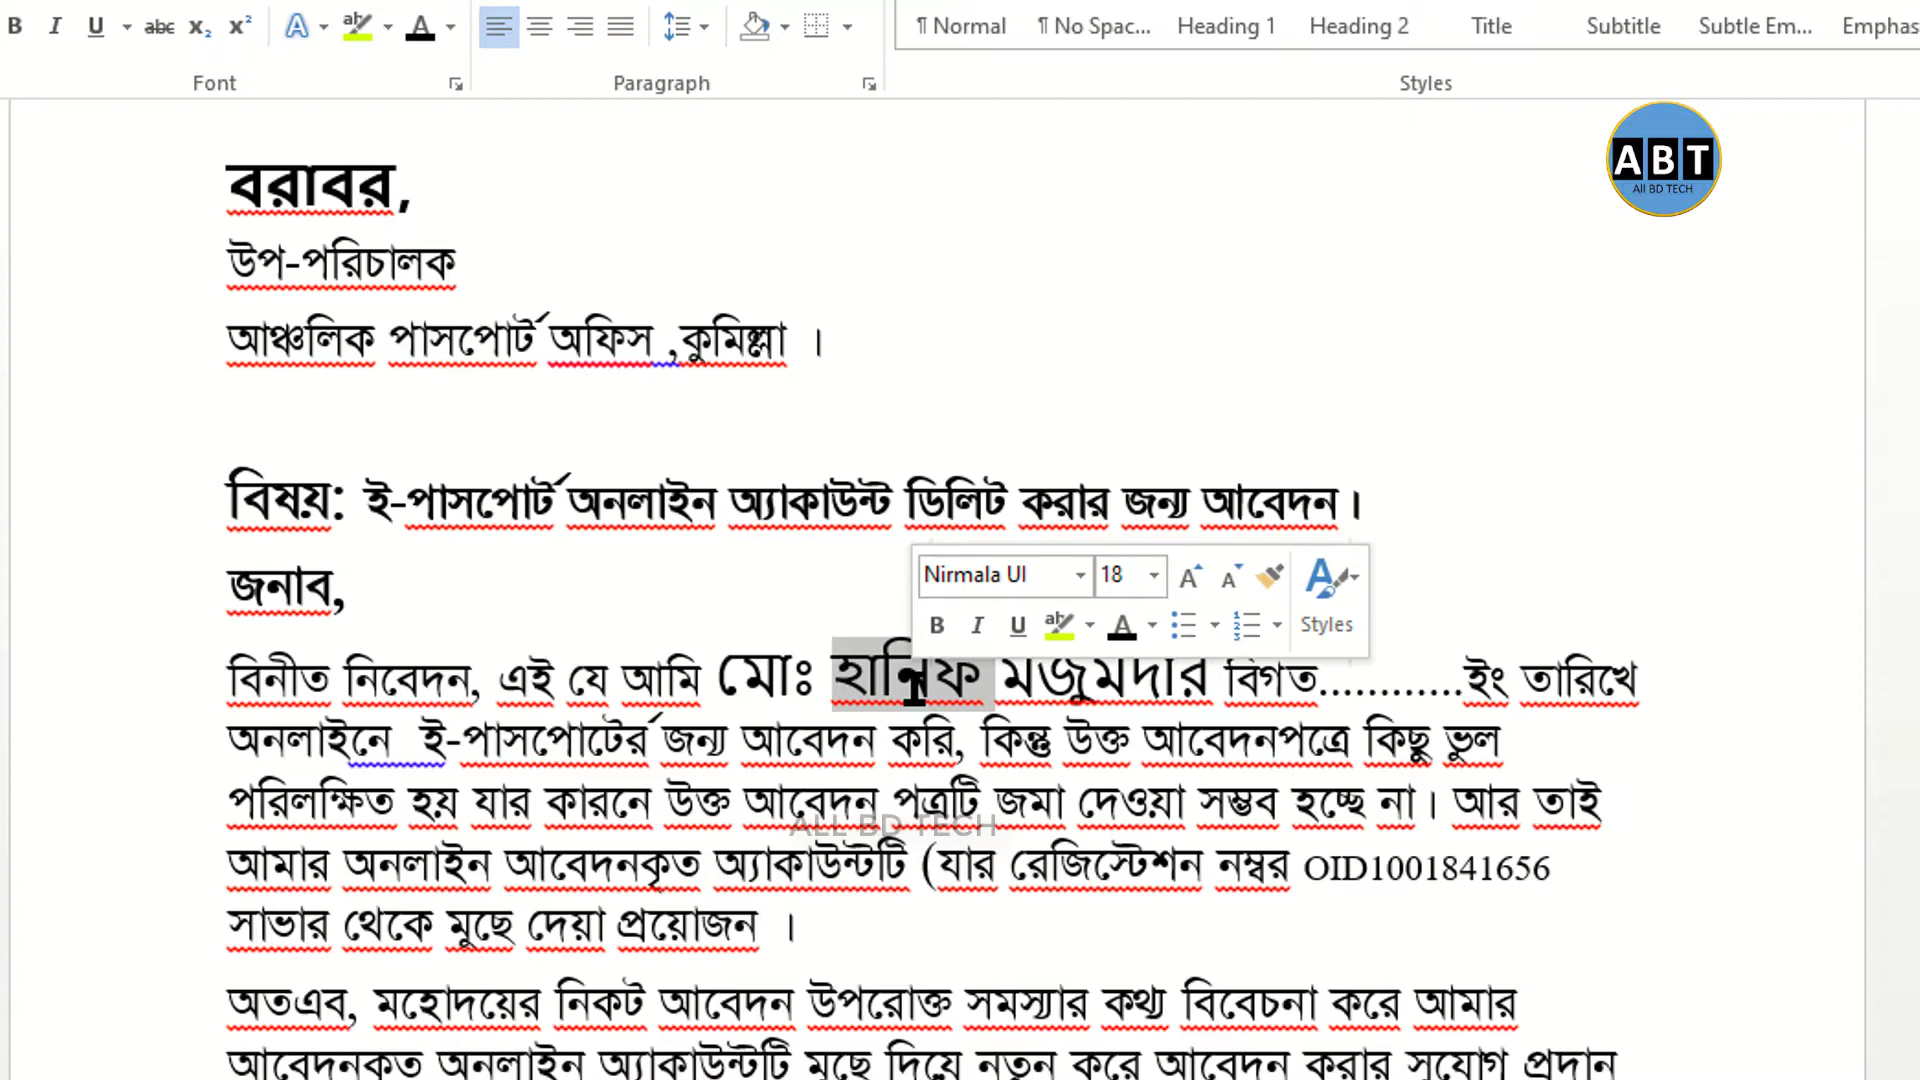 B I U abc X₂ X² A ab A ¶ Normal ¶ No Spac... Heading 1 Heading 2 Title Subtitle Subtle Em... Emphas
Font Paragraph Styles
ABT
All BD TECH
বরাবর,
উপ-পরিচালক
আঞ্চলিক পাসপোর্ট অফিস ,কুমিল্লা ।
বিষয়: ই-পাসপোর্ট অনলাইন অ্যাকাউন্ট ডিলিট করার জন্য আবেদন।
Nirmala UI 18 A A
জনাব,
B I U ab A Styles
বিনীত নিবেদন, এই যে আমি মোঃ হানিফ মজুমদার বিগত............ইং তারিখে
অনলাইনে ই-পাসপোটের্র জন্য আবেদন করি, কিন্তু উক্ত আবেদনপত্রে কিছু ভুল
পরিলক্ষিত হয় যার কারনে উক্ত আবেদন পত্রটি জমা দেওয়া সম্ভব হচ্ছে না। আর তাই
ALL BD TECH
আমার অনলাইন আবেদনকৃত অ্যাকাউন্টটি (যার রেজিস্টেশন নম্বর OID1001841656
সাভার থেকে মুছে দেয়া প্রয়োজন ।
অতএব, মহোদয়ের নিকট আবেদন উপরোক্ত সমস্যার কথ্য বিবেচনা করে আমার
আবেদনকৃত অনলাইন অ্যাকাউন্টটি মুছে দিয়ে নতুন করে আবেদন করার সুযোগ প্রদান